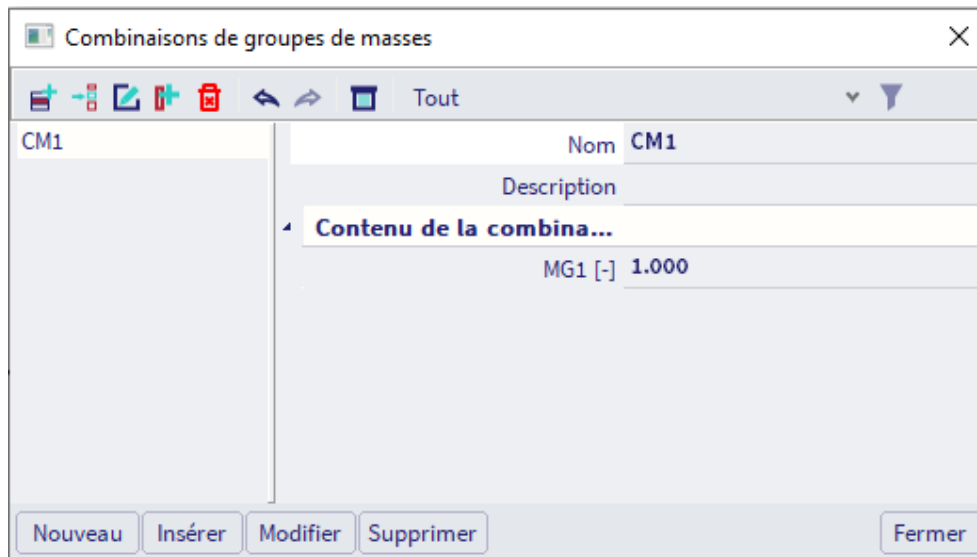 Combinaisons de groupes de masses
Tout
CM1
Nom CM1
Description
Contenu de la combina...
MG1 [-] 1.000
Nouveau Insérer Modifier Supprimer Fermer